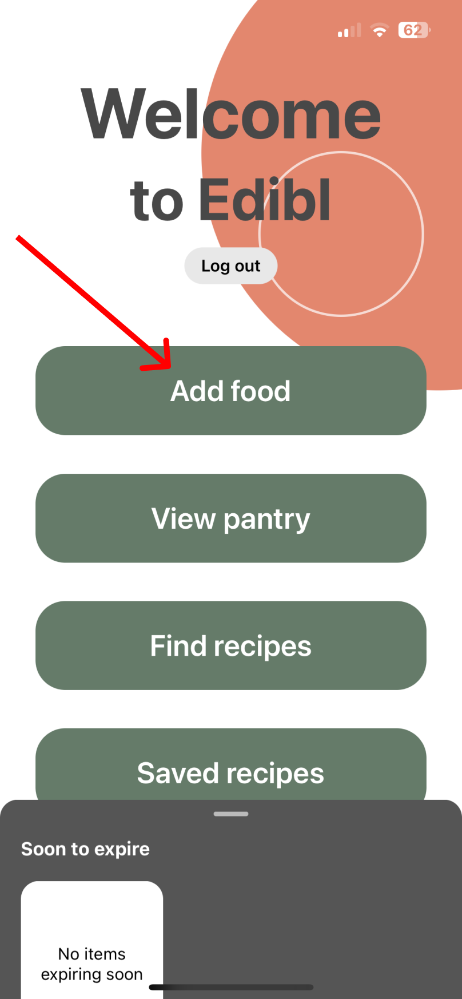 62
Welcome
to Edibl
Log out
Add food
View pantry
Find recipes
Saved recipes
Soon to expire
No items
expiring soon